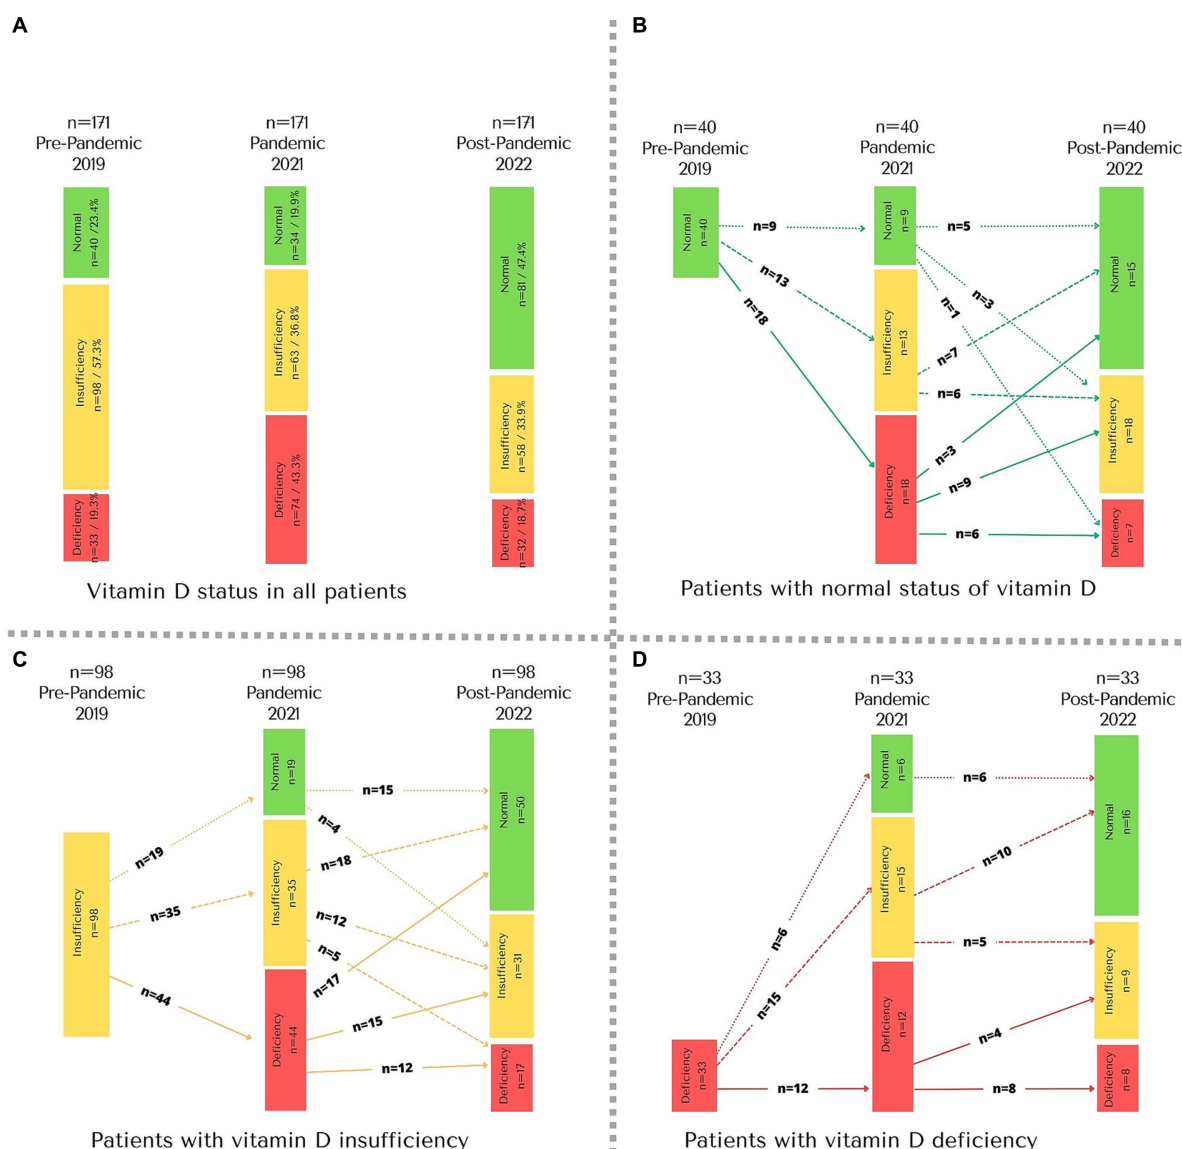 A
n=171
Pre-Pandemic
2019
n=171
Pandemic
2021
n=171
Post-Pandemic
2022
Normal
n=40 /23.4%
Insufficiency
n=98 / 57.3%
Deficiency
n=33 / 19.3%
Normal
n=34 / 19.9%
Insufficiency
n=63 / 36.8%
Deficiency
n=74 / 43.3%
Normal
n=81 / 47.4%
Insufficiency
n=58 / 33.9%
Deficiency
n=32 / 18.7%
Vitamin D status in all patients
B
n=40
Pre-Pandemic
2019
n=40
Pandemic
2021
n=40
Post-Pandemic
2022
Normal
n=40
n=9
n=13
n=18
Normal
n=9
Insufficiency
n=13
Deficiency
n=18
n=5
n=3
n=1
n=7
n=6
n=3
n=9
n=6
Normal
n=15
Insufficiency
n=18
Deficiency
n=7
Patients with normal status of vitamin D
C
n=98
Pre-Pandemic
2019
n=98
Pandemic
2021
n=98
Post-Pandemic
2022
Insufficiency
n=98
n=19
n=35
n=44
Normal
n=19
Insufficiency
n=35
Deficiency
n=44
n=15
n=4
n=18
n=12
n=5
n=17
n=15
n=12
Normal
n=50
Insufficiency
n=31
Deficiency
n=17
Patients with vitamin D insufficiency
D
n=33
Pre-Pandemic
2019
n=33
Pandemic
2021
n=33
Post-Pandemic
2022
Deficiency
n=33
n=6
n=15
n=12
Normal
n=6
Insufficiency
n=15
Deficiency
n=12
n=6
n=10
n=5
n=4
n=8
Normal
n=16
Insufficiency
n=9
Deficiency
n=8
Patients with vitamin D deficiency